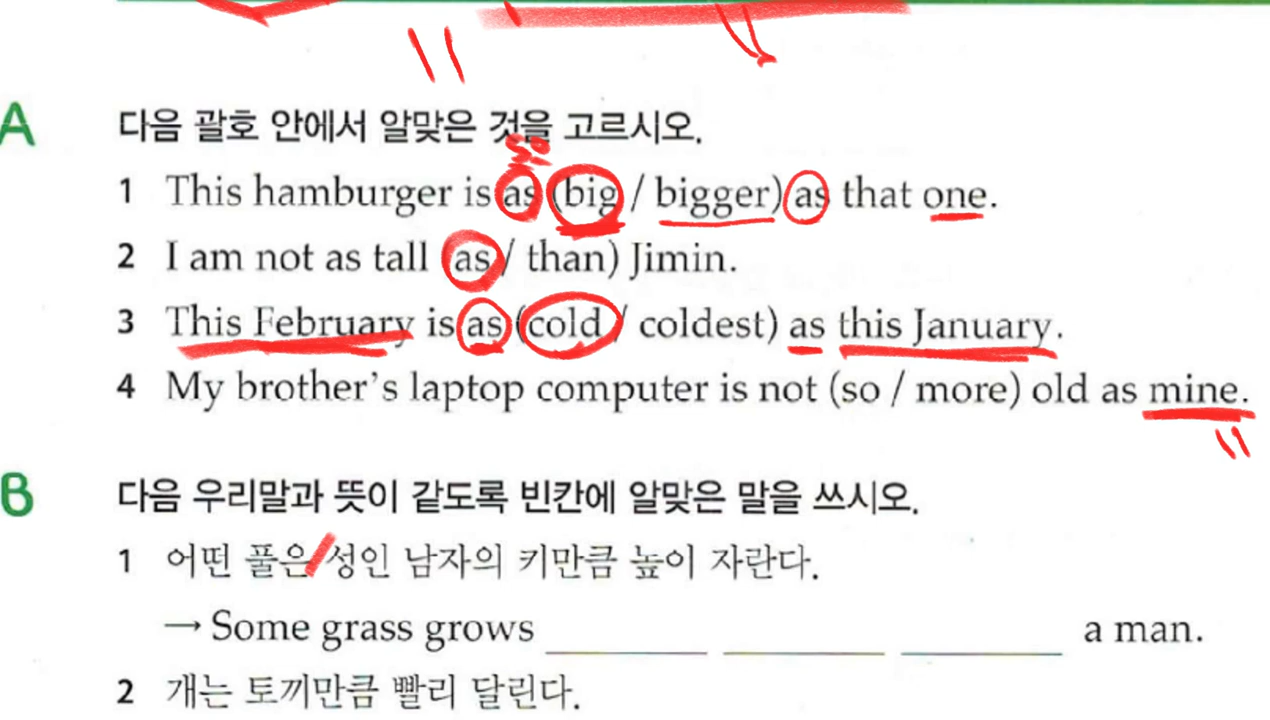 A 다음 괄호 안에서 알맞은 것을 고르시오.
so
1 This hamburger is as (big / bigger) as that one.
2 I am not as tall (as / than) Jimin.
3 This February is as (cold / coldest) as this January.
4 My brother's laptop computer is not (so / more) old as mine.
B 다음 우리말과 뜻이 같도록 빈칸에 알맞은 말을 쓰시오.
1 어떤 풀은/성인 남자의 키만큼 높이 자란다.
→ Some grass grows ______ ______ ______ a man.
2 개는 토끼만큼 빨리 달린다.